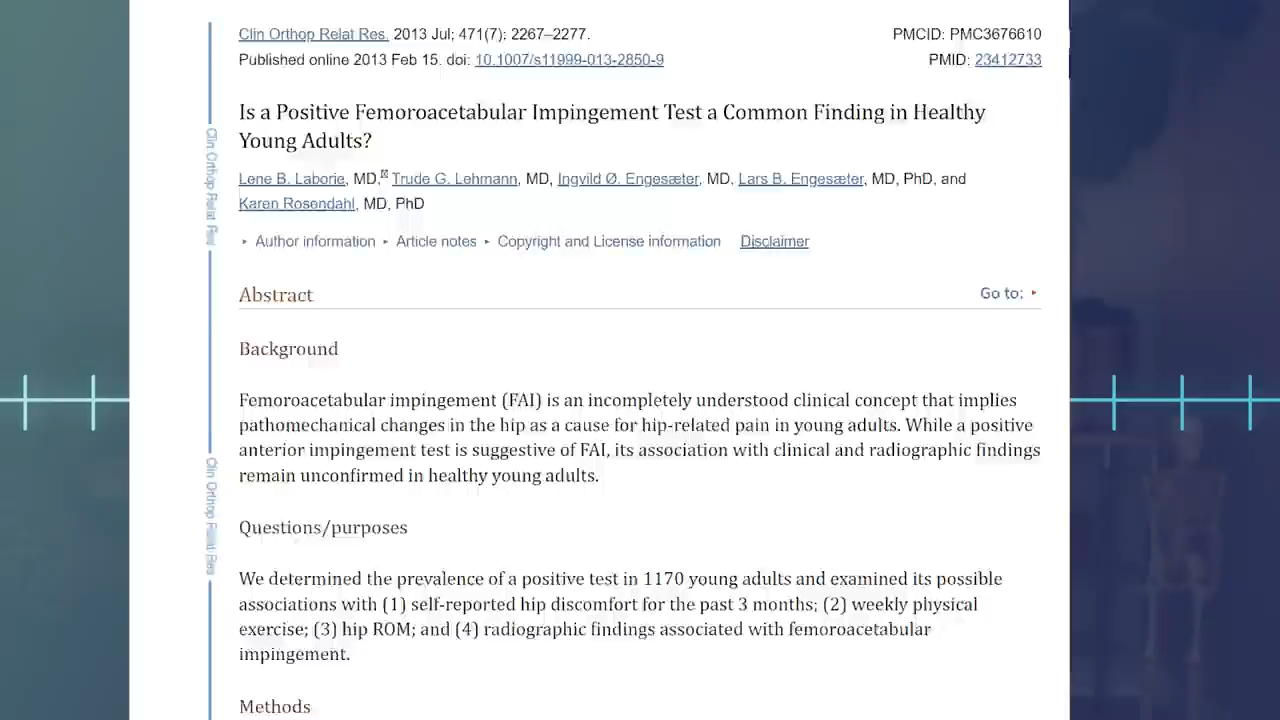 Clin Orthop Relat Res. 2013 Jul; 471(7): 2267–2277.
PMCID: PMC3676610
Published online 2013 Feb 15. doi: 10.1007/s11999-013-2850-9
PMID: 23412733
Is a Positive Femoroacetabular Impingement Test a Common Finding in Healthy
Young Adults?
Lene B. Laborie, MD, Trude G. Lehmann, MD, Ingvild Ø. Engesæter, MD, Lars B. Engesæter, MD, PhD, and
Karen Rosendahl, MD, PhD
Author information Article notes Copyright and License information Disclaimer
Abstract
Go to:
Background
Femoroacetabular impingement (FAI) is an incompletely understood clinical concept that implies
pathomechanical changes in the hip as a cause for hip-related pain in young adults. While a positive
anterior impingement test is suggestive of FAI, its association with clinical and radiographic findings
remain unconfirmed in healthy young adults.
Questions/purposes
We determined the prevalence of a positive test in 1170 young adults and examined its possible
associations with (1) self-reported hip discomfort for the past 3 months; (2) weekly physical
exercise; (3) hip ROM; and (4) radiographic findings associated with femoroacetabular
impingement.
Methods
Clin Orthop Relat Res
Clin Orthop Relat Res